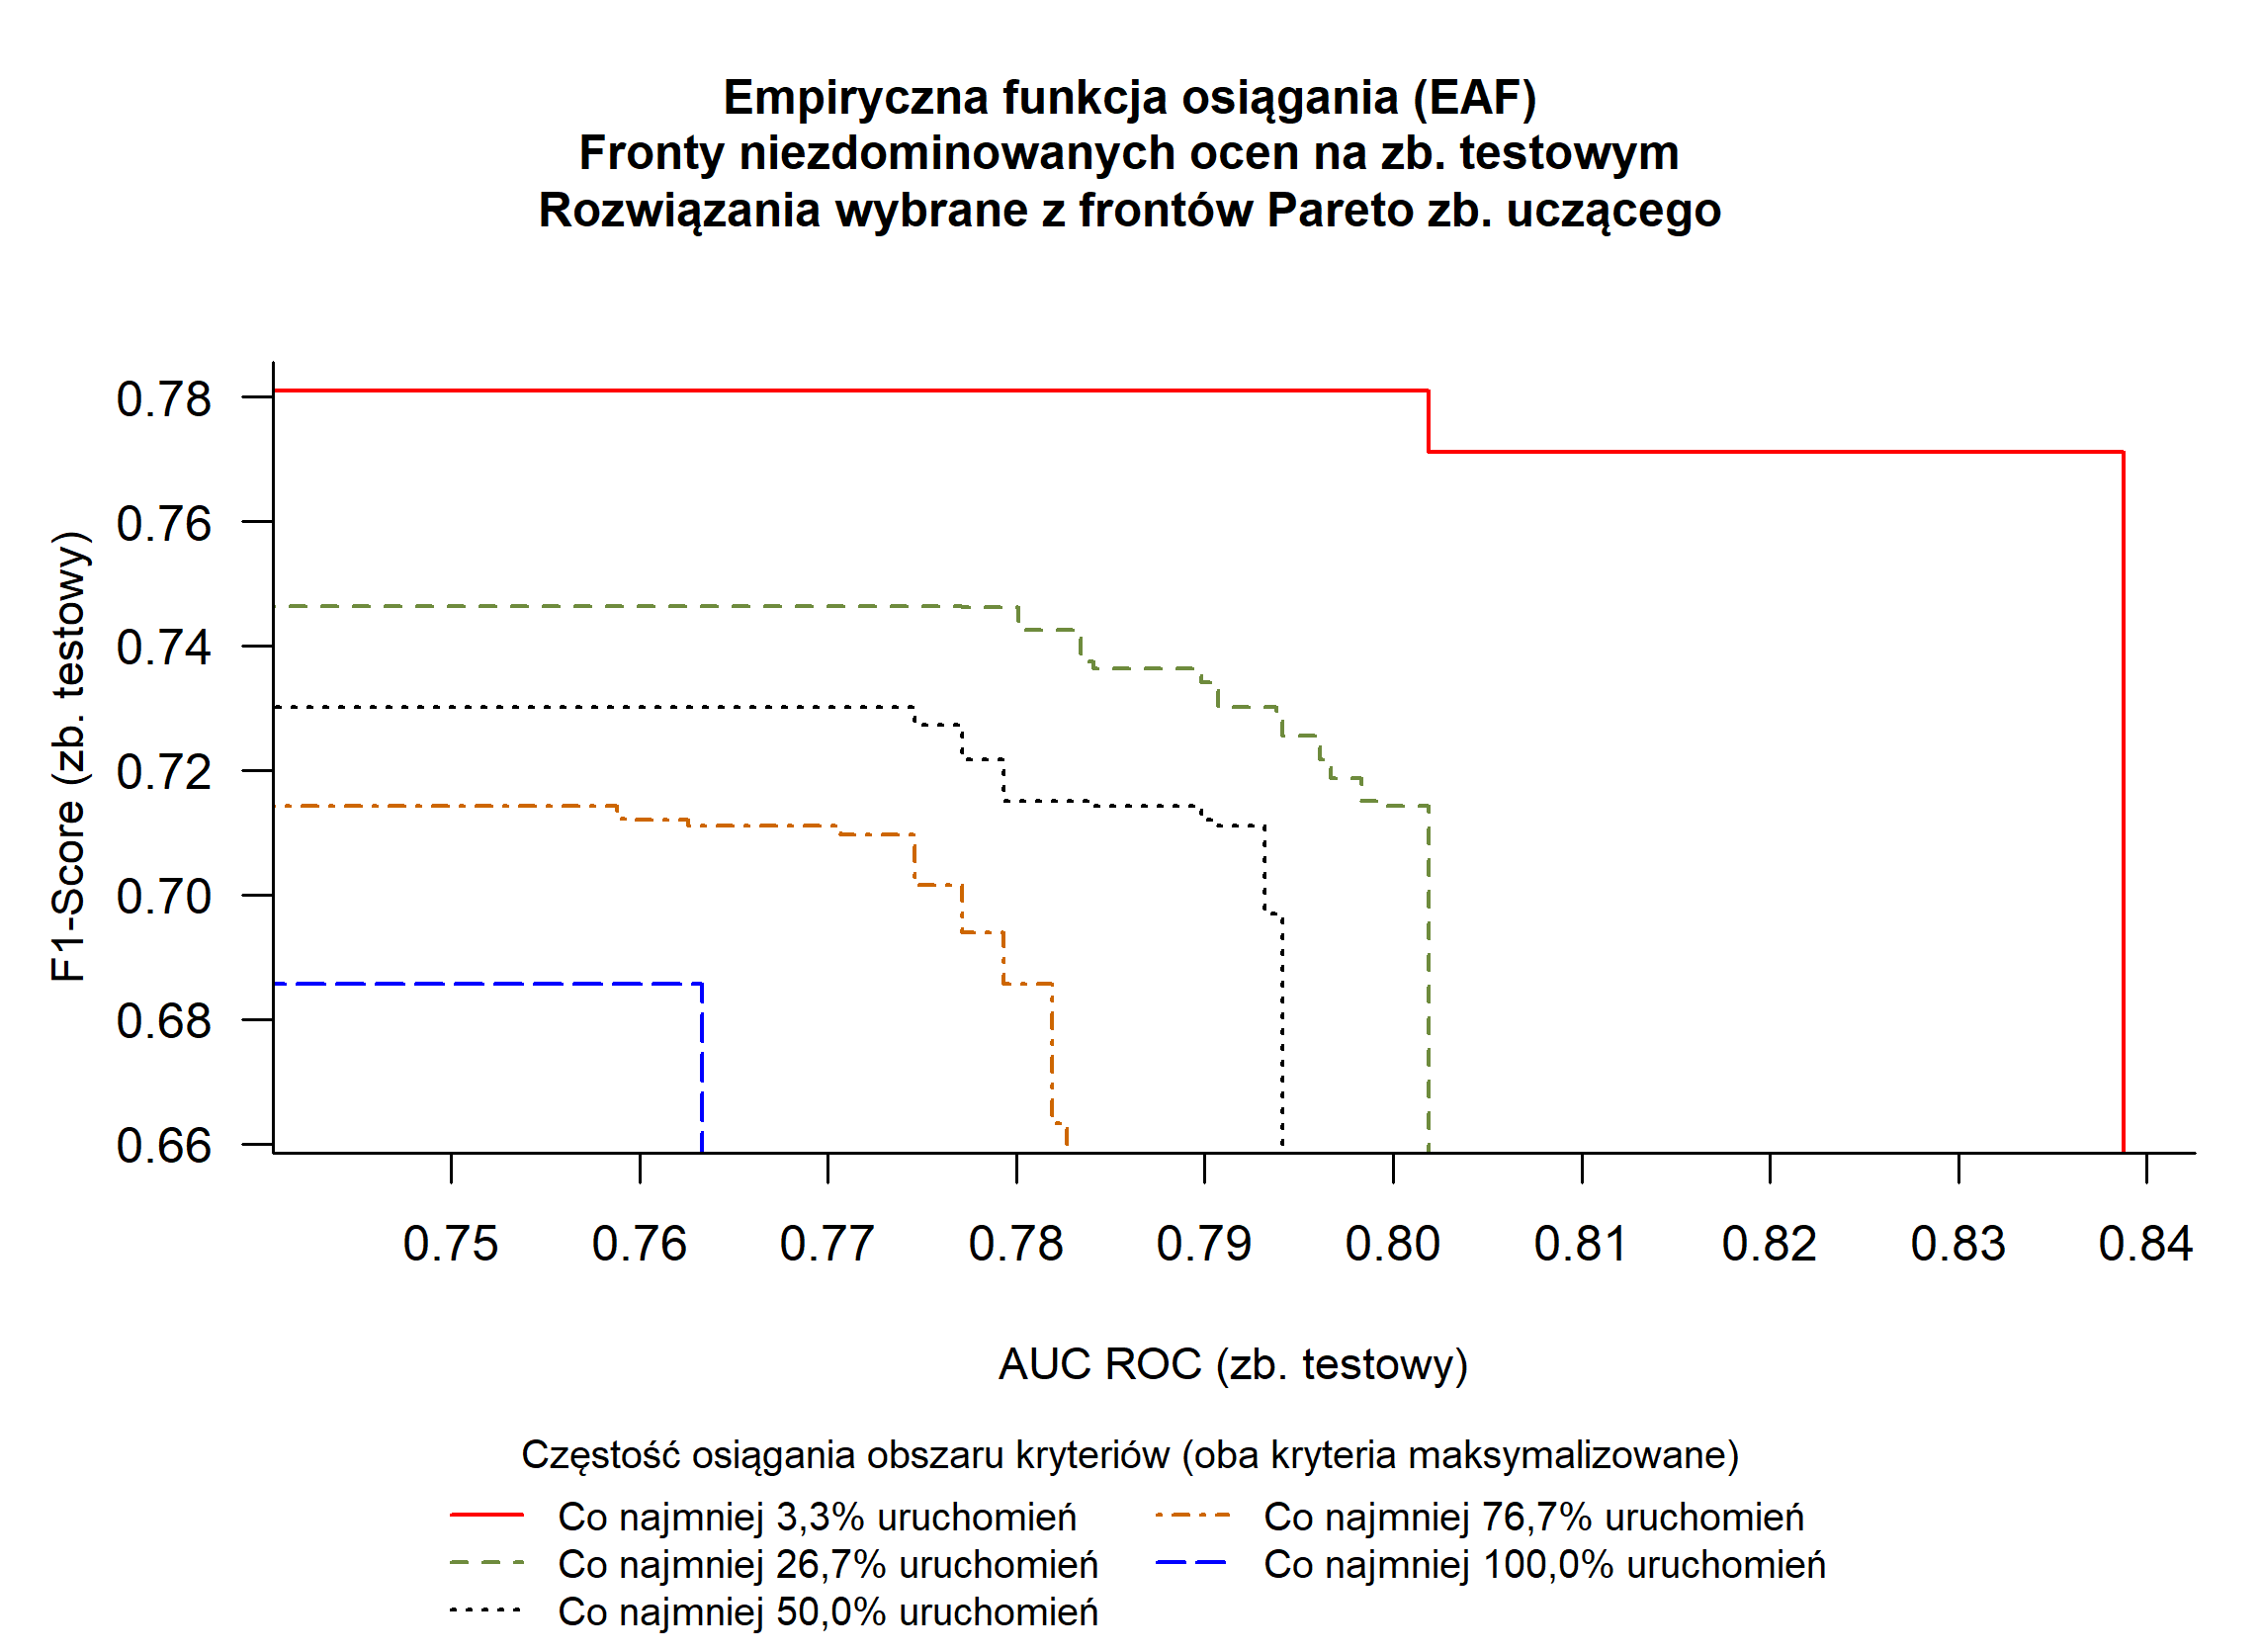 Empiryczna funkcja osiągania (EAF)
Fronty niezdominowanych ocen na zb. testowym
Rozwiązania wybrane z frontów Pareto zb. uczącego
F1-Score (zb. testowy)
0.78
0.76
0.74
0.72
0.70
0.68
0.66
0.75 0.76 0.77 0.78 0.79 0.80 0.81 0.82 0.83 0.84
AUC ROC (zb. testowy)
Częstość osiągania obszaru kryteriów (oba kryteria maksymalizowane)
Co najmniej 3,3% uruchomień
Co najmniej 26,7% uruchomień
Co najmniej 50,0% uruchomień
Co najmniej 76,7% uruchomień
Co najmniej 100,0% uruchomień